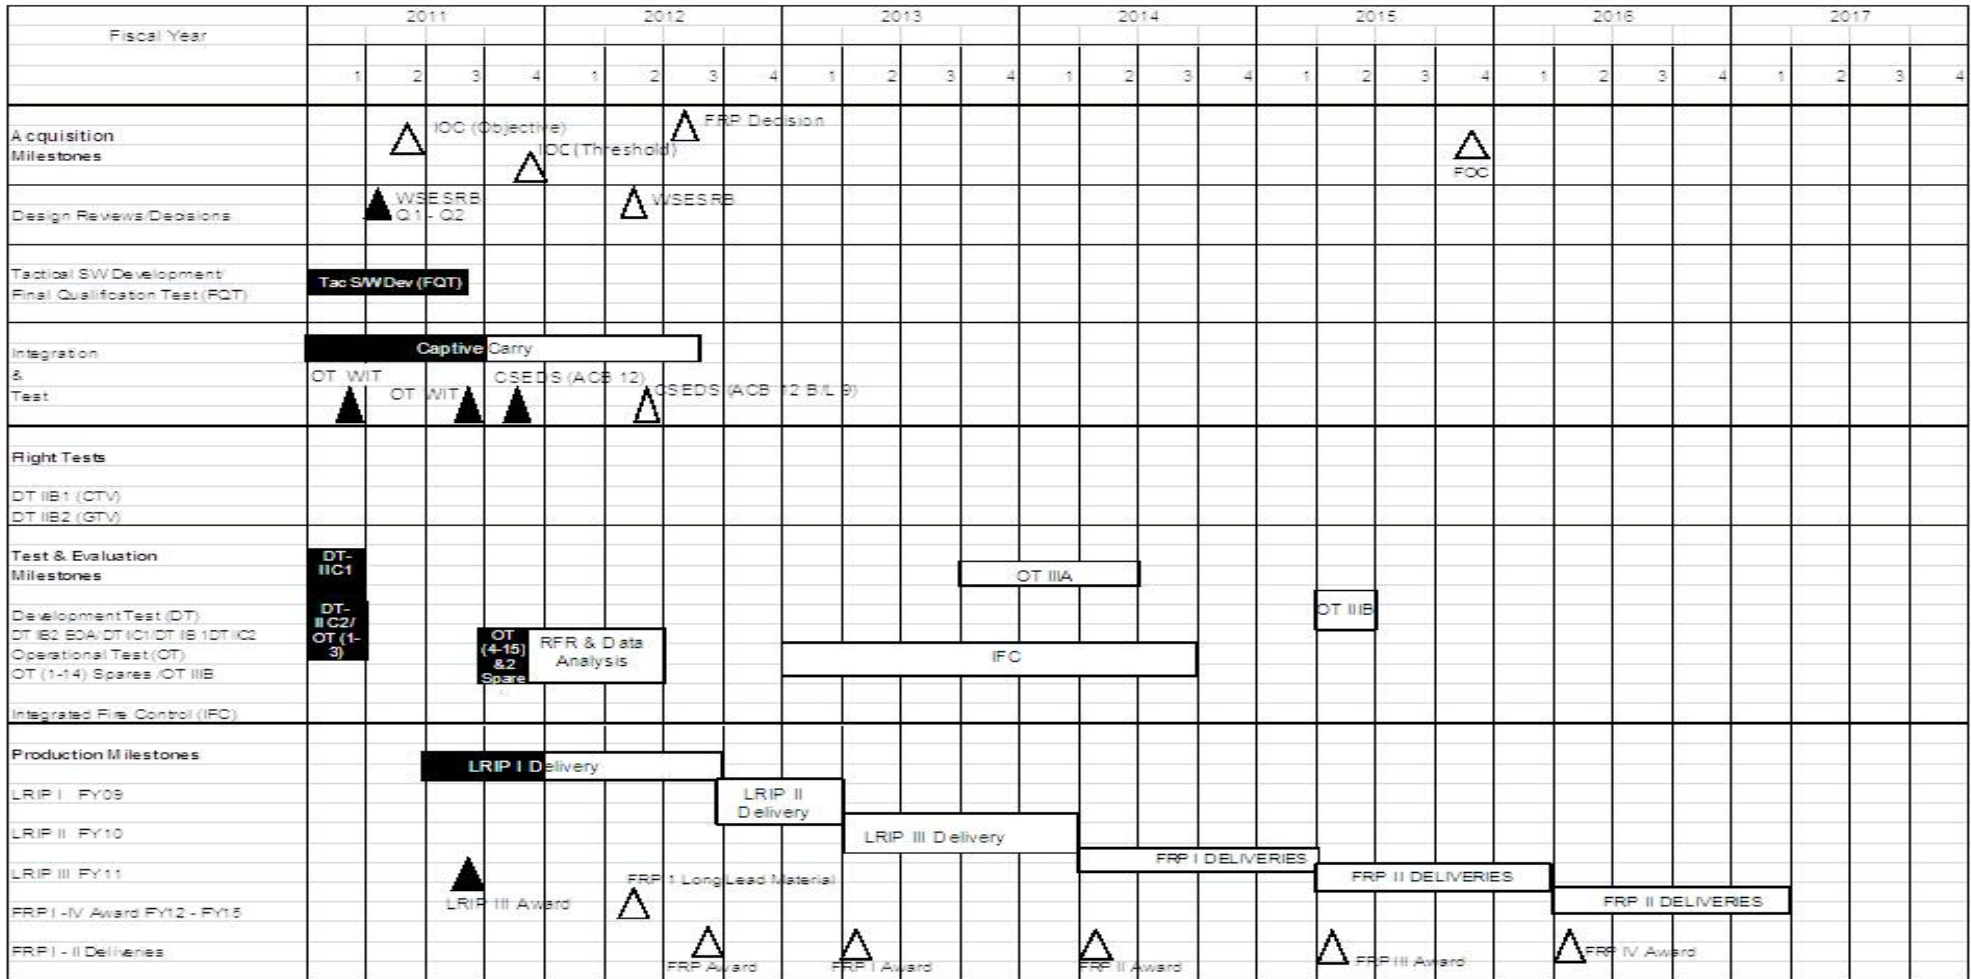 Fiscal Year
2011 2012 2013 2014 2015 2016 2017
1 2 3 4 1 2 3 4 1 2 3 4 1 2 3 4 1 2 3 4 1 2 3 4 1 2 3 4
Acquisition
Milestones
IOC (Objective)
IOC (Threshold)
FRP Decision
FOC
Design Reviews/Decisions
WSESRB
Q1 - Q2
WSESRB
Tactical SW Development/
Final Qualification Test (FQT)
Tac S/W Dev (FQT)
Integration
&
Test
Captive Carry
OT WIT
OT WIT
CSEDS (ACB 12)
CSEDS (ACB 12 B/L 9)
Flight Tests
DT IIB1 (CTV)
DT IIB2 (GTV)
Test & Evaluation
Milestones
DT-
IIC1
OT IIIA
Development Test (DT)
DT IIB2 EOA/DT IIC1/DT IIB 1DT IIC2
Operational Test (OT)
OT (1-14) Spares /OT IIIB
DT-
IIC2/
OT (1-
3)
OT
(4-15)
&2
Spare
RFR & Data
Analysis
IFC
OT IIIB
Integrated Fire Control (IFC)
Production Milestones
LRIP I Delivery
LRIP I FY09
LRIP II
Delivery
LRIP II FY10
LRIP III Delivery
FRP I DELIVERIES
LRIP III FY11
FRP II DELIVERIES
FRP 1 Long Lead Material
LRIP III Award
FRP II DELIVERIES
FRP I -IV Award FY12 - FY15
FRP I - II Deliveries
FRP Award
FRP I Award
FRP II Award
FRP III Award
FRP IV Award